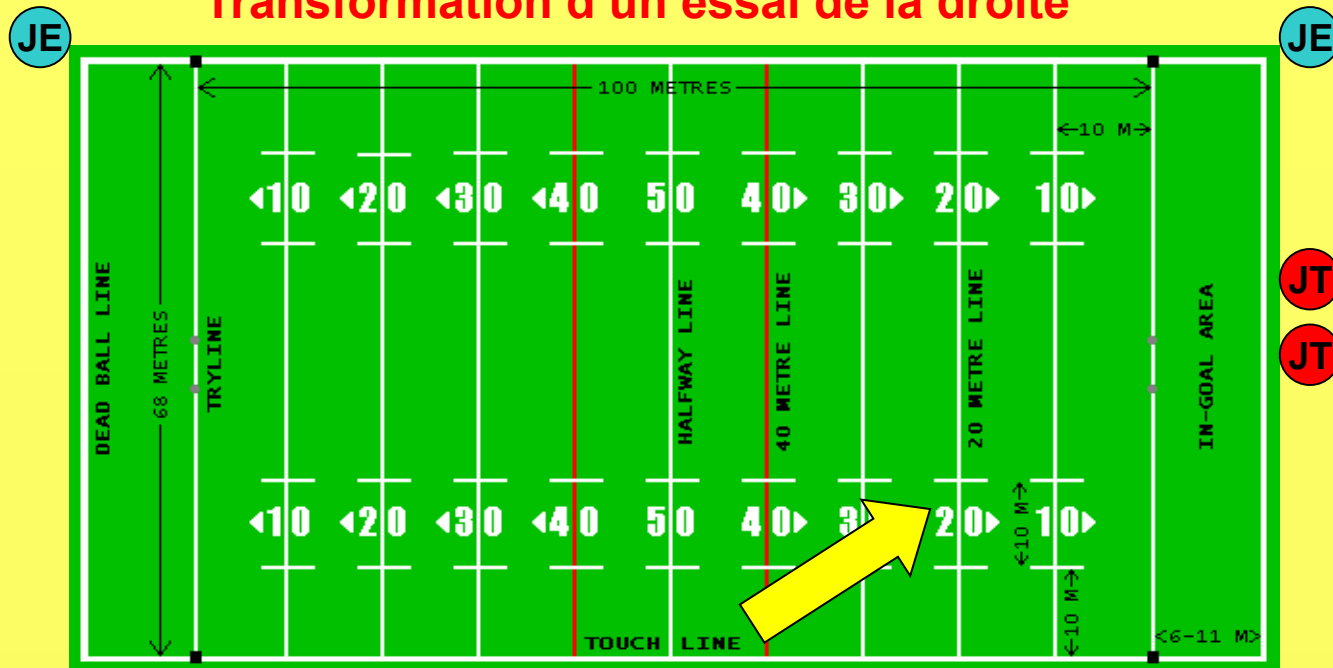 Transformation d'un essai de la droite
JE
JE
100 METRES
10 M
10 20 30 40 50 40 30 20 10
JT
JT
DEAD BALL LINE
68 METRES
TRYLINE
HALFWAY LINE
40 METRE LINE
20 METRE LINE
IN-GOAL AREA
10 20 30 40 50 40 3 20 10
10 M
10 M
TOUCH LINE
6-11 M